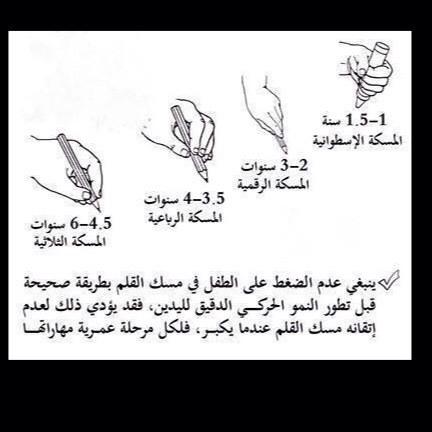 1–1.5 سنة
المسكة الإسطوانية
2–3 سنوات
المسكة الرقمية
3.5–4 سنوات
المسكة الرباعية
4.5–6 سنوات
المسكة الثلاثية
ينبغي عدم الضغط على الطفل في مسك القلم بطريقة صحيحة
قبل تطور النمو الحركي الدقيق لليدين، فقد يؤدي ذلك لعدم
إتقانه مسك القلم عندما يكبر، فلكل مرحلة عمرية مهاراتها